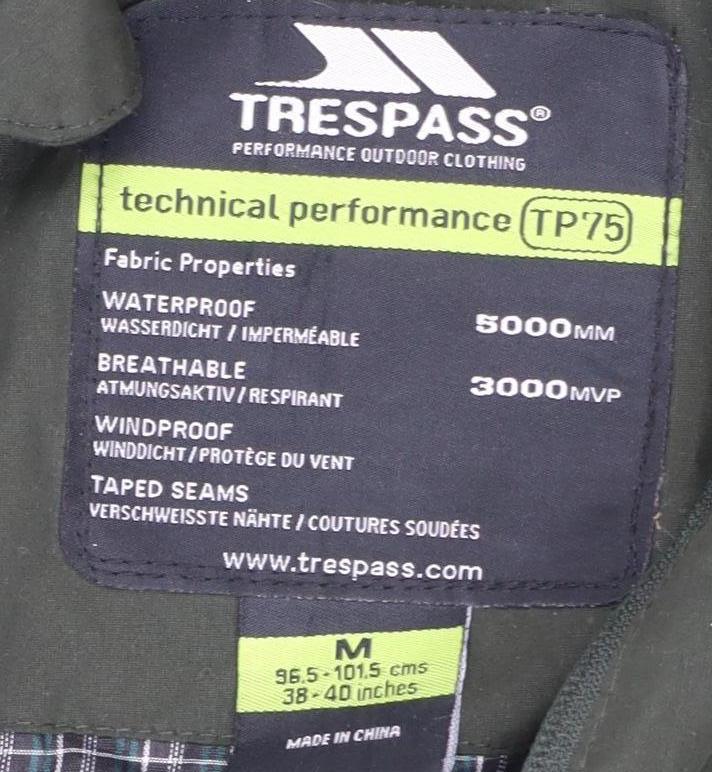 TRESPASS®
PERFORMANCE OUTDOOR CLOTHING
technical performance TP75
Fabric Properties
WATERPROOF
WASSERDICHT / IMPERMÉABLE 5000MM
BREATHABLE
ATMUNGSAKTIV / RESPIRANT 3000MVP
WINDPROOF
WINDDICHT / PROTÈGE DU VENT
TAPED SEAMS
VERSCHWEISSTE NÄHTE / COUTURES SOUDÉES
www.trespass.com
M
96.5 - 101.5 cms
38 - 40 inches
MADE IN CHINA